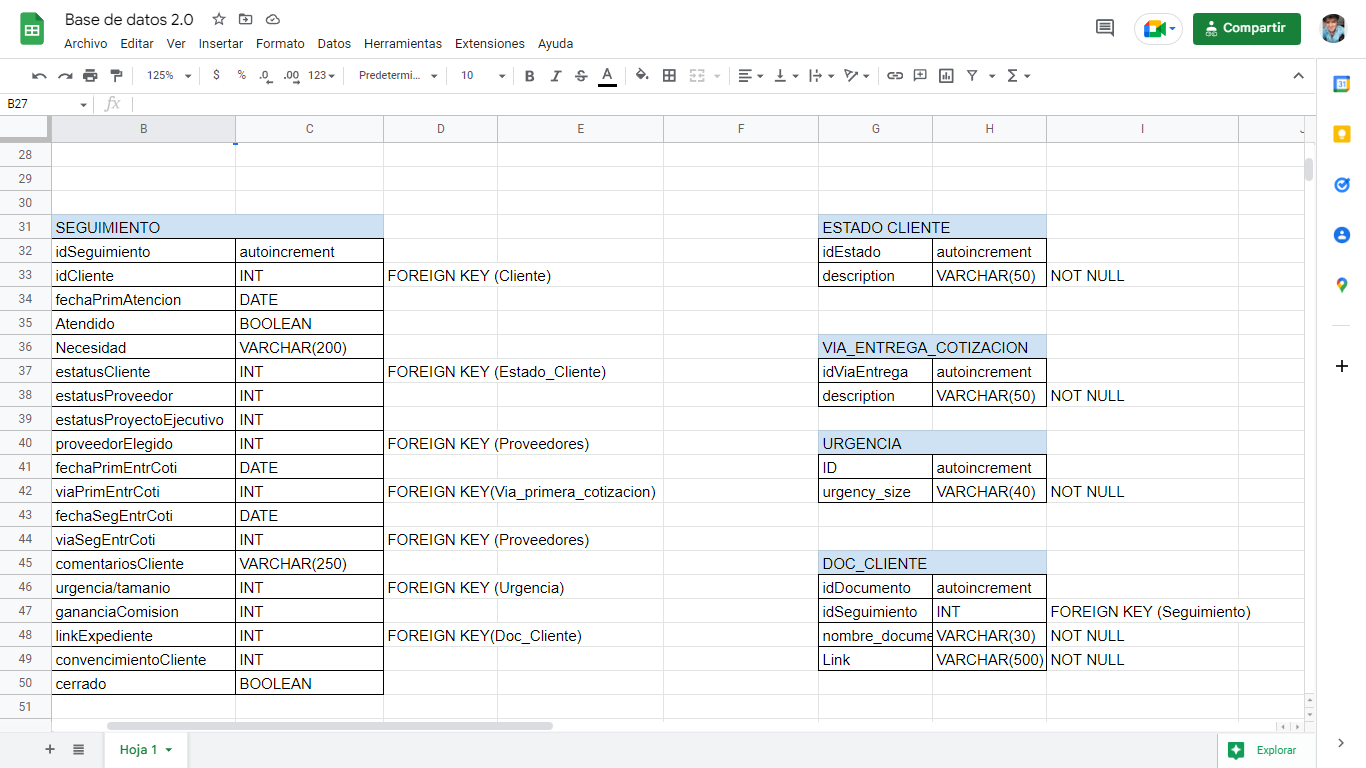 Base de datos 2.0
Compartir
Archivo Editar Ver Insertar Formato Datos Herramientas Extensiones Ayuda
125% $ % .0 .00 123 Predetermi... 10 B I S A Σ
B27 fx
B C D E F G H I J
28
29
30
31 SEGUIMIENTO ESTADO CLIENTE
32 idSeguimiento autoincrement idEstado autoincrement
33 idCliente INT FOREIGN KEY (Cliente) description VARCHAR(50) NOT NULL
34 fechaPrimAtencion DATE
35 Atendido BOOLEAN
36 Necesidad VARCHAR(200) VIA_ENTREGA_COTIZACION
37 estatusCliente INT FOREIGN KEY (Estado_Cliente) idViaEntrega autoincrement
38 estatusProveedor INT description VARCHAR(50) NOT NULL
39 estatusProyectoEjecutivo INT
40 proveedorElegido INT FOREIGN KEY (Proveedores) URGENCIA
41 fechaPrimEntrCoti DATE ID autoincrement
42 viaPrimEntrCoti INT FOREIGN KEY(Via_primera_cotizacion) urgency_size VARCHAR(40) NOT NULL
43 fechaSegEntrCoti DATE
44 viaSegEntrCoti INT FOREIGN KEY (Proveedores)
45 comentariosCliente VARCHAR(250) DOC_CLIENTE
46 urgencia/tamanio INT FOREIGN KEY (Urgencia) idDocumento autoincrement
47 gananciaComision INT idSeguimiento INT FOREIGN KEY (Seguimiento)
48 linkExpediente INT FOREIGN KEY(Doc_Cliente) nombre_docume VARCHAR(30) NOT NULL
49 convencimientoCliente INT Link VARCHAR(500) NOT NULL
50 cerrado BOOLEAN
51
Hoja 1
Explorar
31